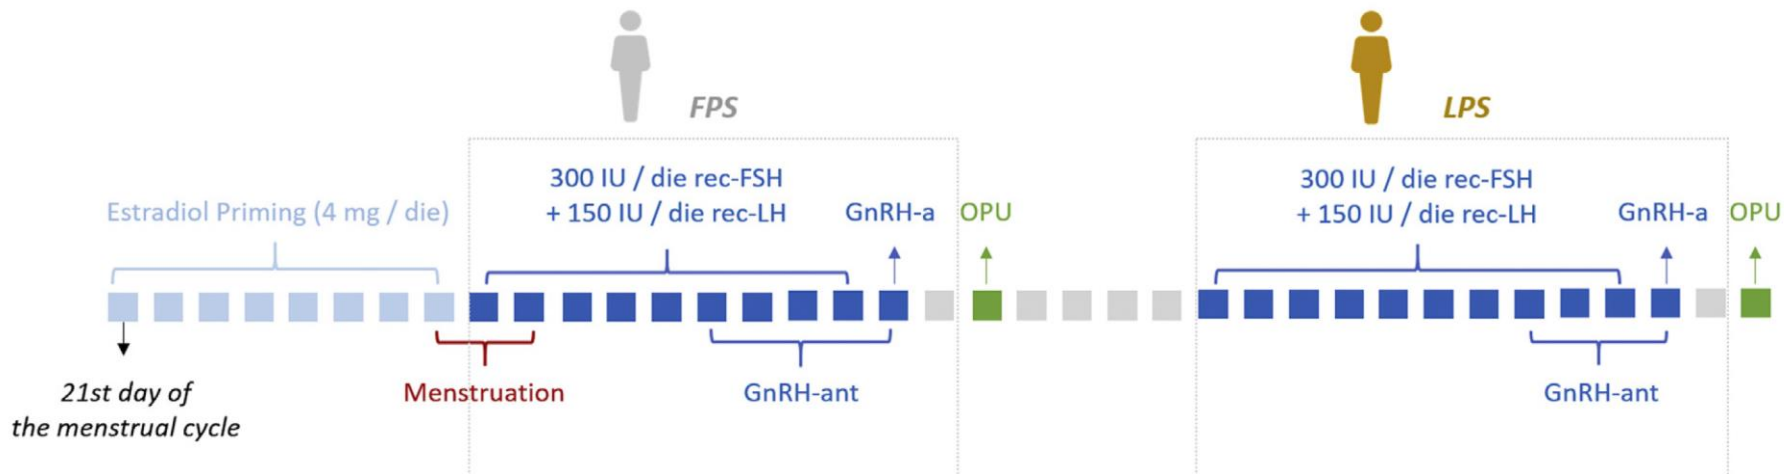 FPS
LPS
300 IU / die rec-FSH
+ 150 IU / die rec-LH
Estradiol Priming (4 mg / die)
GnRH-a
OPU
300 IU / die rec-FSH
+ 150 IU / die rec-LH
GnRH-a
OPU
Menstruation
GnRH-ant
GnRH-ant
21st day of
the menstrual cycle